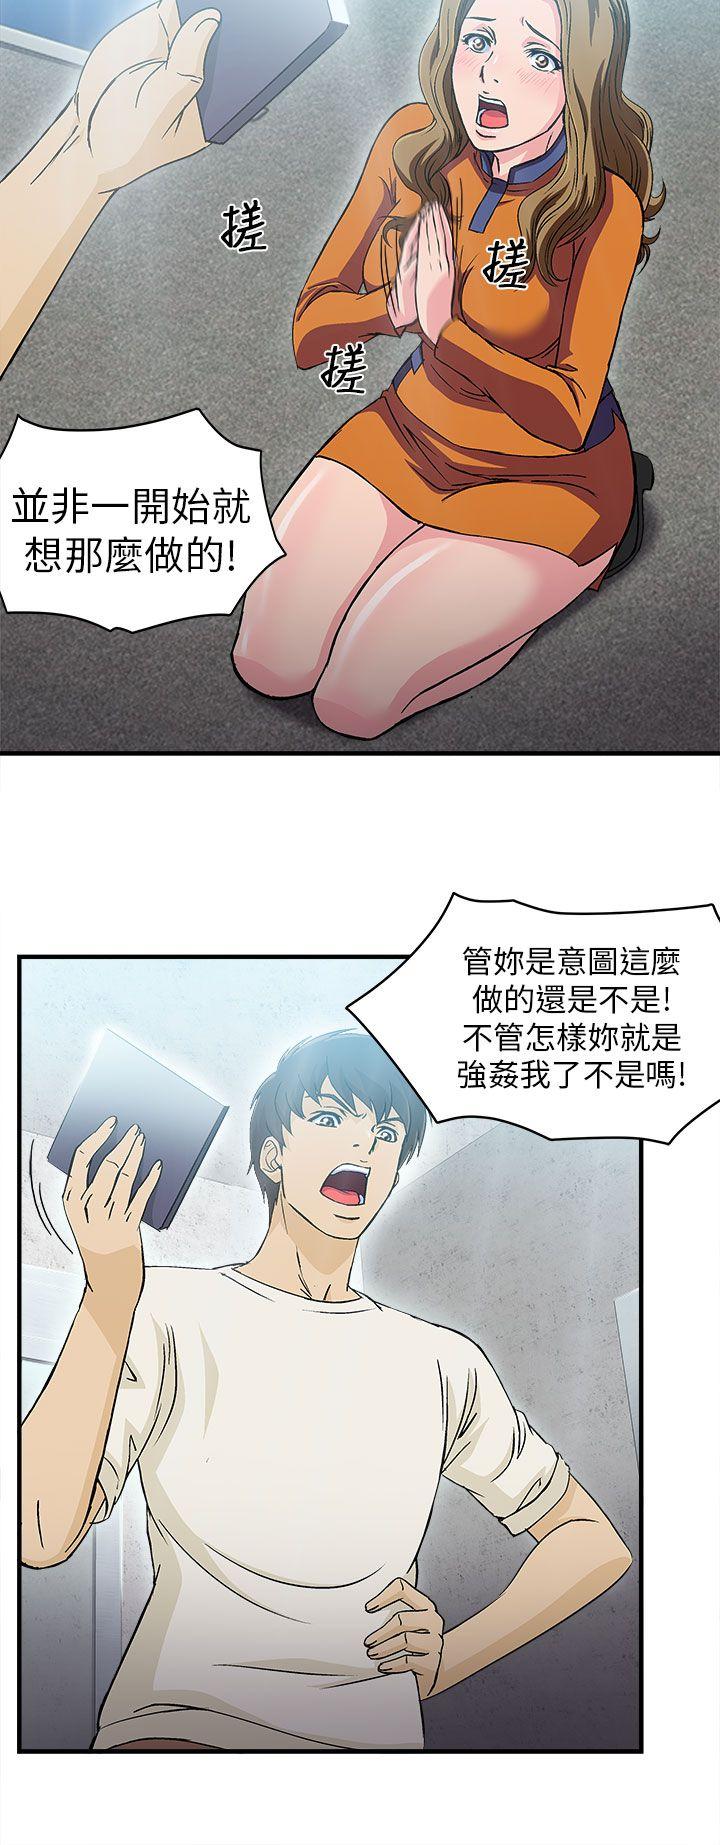 搓
搓
搓
並非一開始就
想那麼做的!
管妳是意圖這麼
做的還是不是!
不管怎樣妳就是
強姦我了不是嗎!